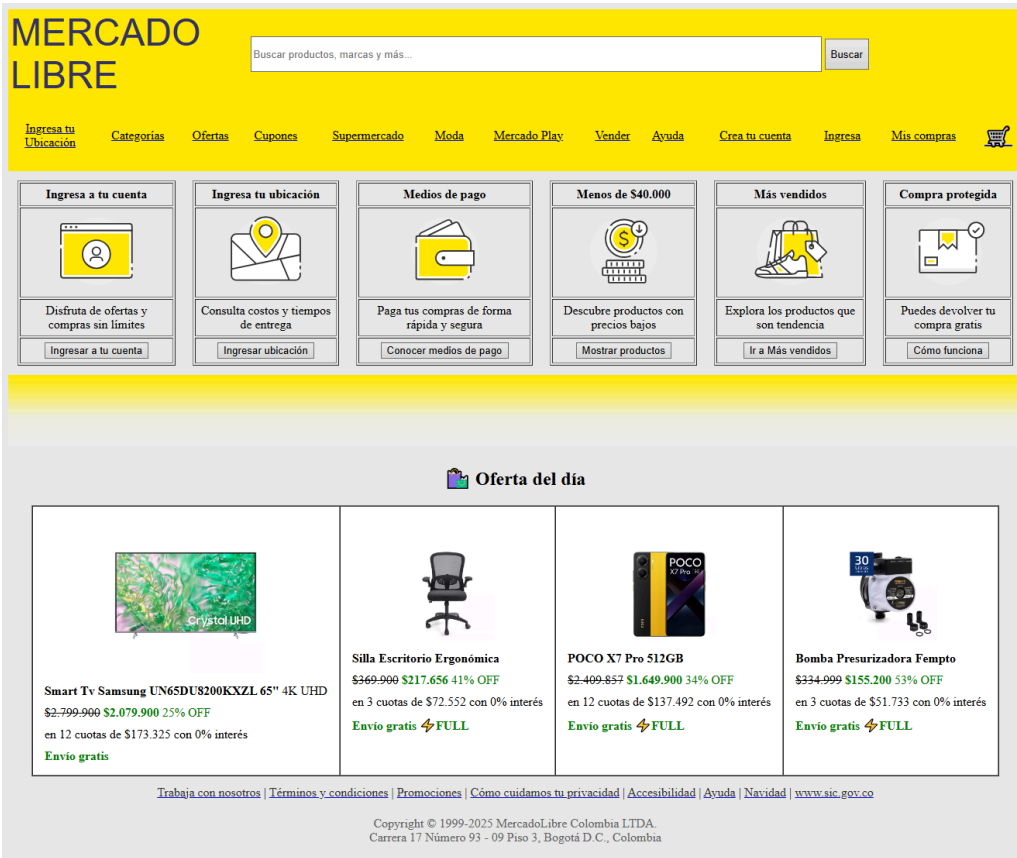 MERCADO
LIBRE
Buscar productos, marcas y más...
Buscar
Ingresa tu
Ubicación
Categorías
Ofertas
Cupones
Supermercado
Moda
Mercado Play
Vender
Ayuda
Crea tu cuenta
Ingresa
Mis compras
Ingresa a tu cuenta
Disfruta de ofertas y
compras sin límites
Ingresar a tu cuenta
Ingresa tu ubicación
Consulta costos y tiempos
de entrega
Ingresar ubicación
Medios de pago
Paga tus compras de forma
rápida y segura
Conocer medios de pago
Menos de $40.000
$
Descubre productos con
precios bajos
Mostrar productos
Más vendidos
Explora los productos que
son tendencia
Ir a Más vendidos
Compra protegida
Puedes devolver tu
compra gratis
Cómo funciona
Oferta del día
Crystal UHD
Smart Tv Samsung UN65DU8200KXZL 65" 4K UHD
$2.799.900 $2.079.900 25% OFF
en 12 cuotas de $173.325 con 0% interés
Envío gratis
Silla Escritorio Ergonómica
$369.900 $217.656 41% OFF
en 3 cuotas de $72.552 con 0% interés
Envío gratis ⚡FULL
POCO
X7 Pro
POCO X7 Pro 512GB
$2.409.857 $1.649.900 34% OFF
en 12 cuotas de $137.492 con 0% interés
Envío gratis ⚡FULL
30
Bomba Presurizadora Fempto
$334.999 $155.200 53% OFF
en 3 cuotas de $51.733 con 0% interés
Envío gratis ⚡FULL
Trabaja con nosotros | Términos y condiciones | Promociones | Cómo cuidamos tu privacidad | Accesibilidad | Ayuda | Navidad | www.sic.gov.co
Copyright © 1999-2025 MercadoLibre Colombia LTDA.
Carrera 17 Número 93 - 09 Piso 3, Bogotá D.C., Colombia